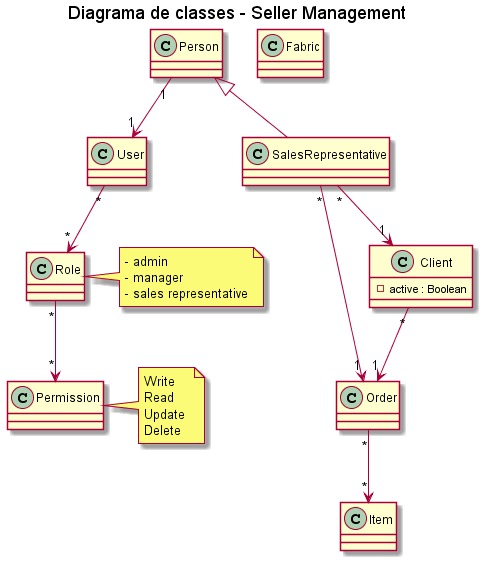 Diagrama de classes - Seller Management
C Person
C Fabric
1
1
C User
C SalesRepresentative
*
*
*
*
1
C Role
- admin
- manager
- sales representative
C Client
active : Boolean
*
*
*
1
1
C Permission
Write
Read
Update
Delete
C Order
*
*
C Item